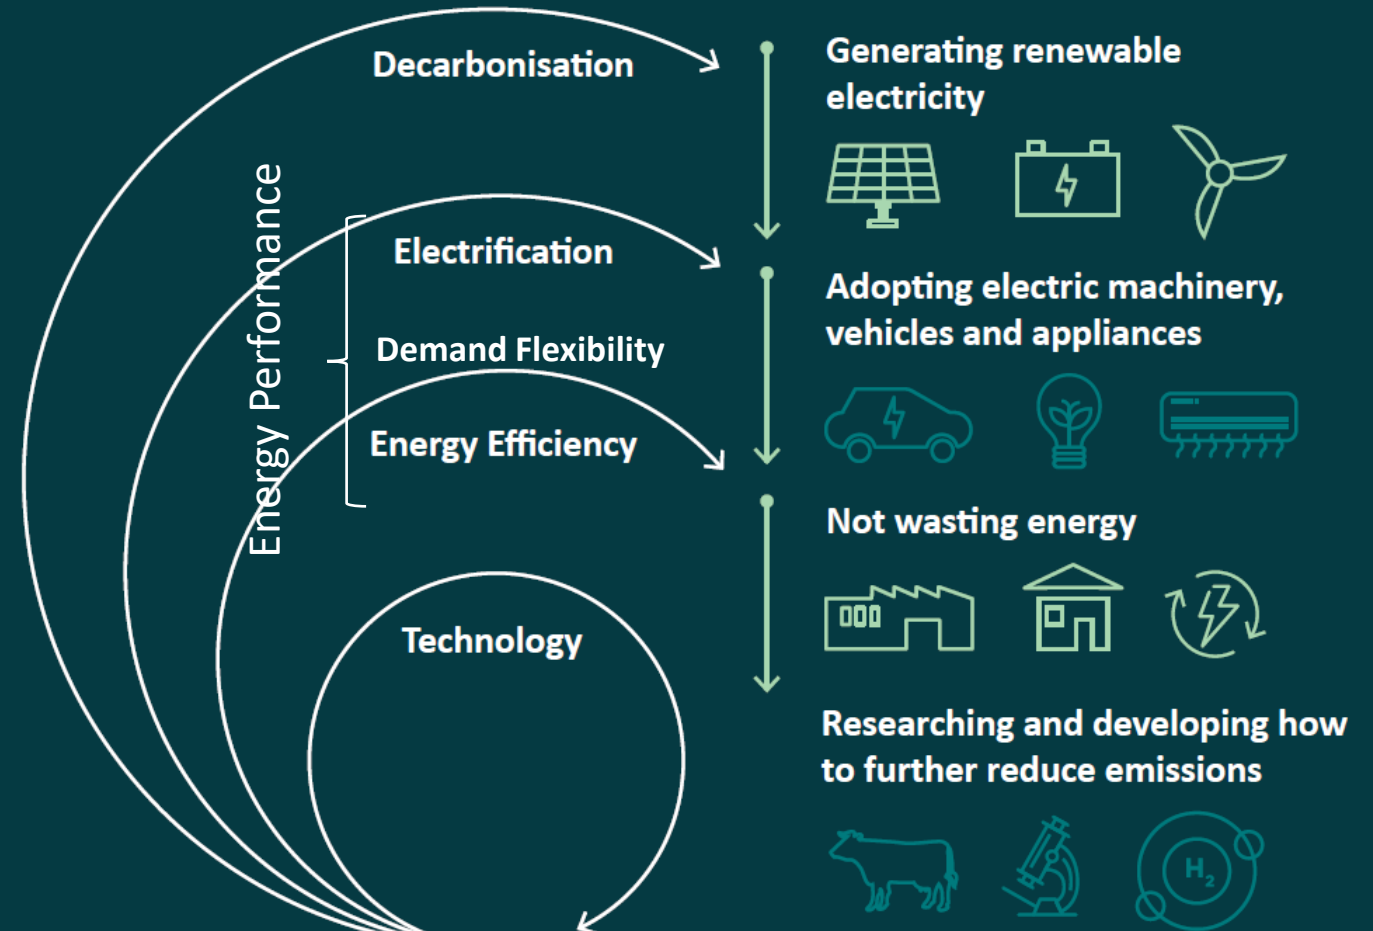 Decarbonisation
Generating renewable
electricity
Energy Performance
Electrification
Adopting electric machinery,
vehicles and appliances
Demand Flexibility
Energy Efficiency
Not wasting energy
Technology
Researching and developing how
to further reduce emissions
H₂